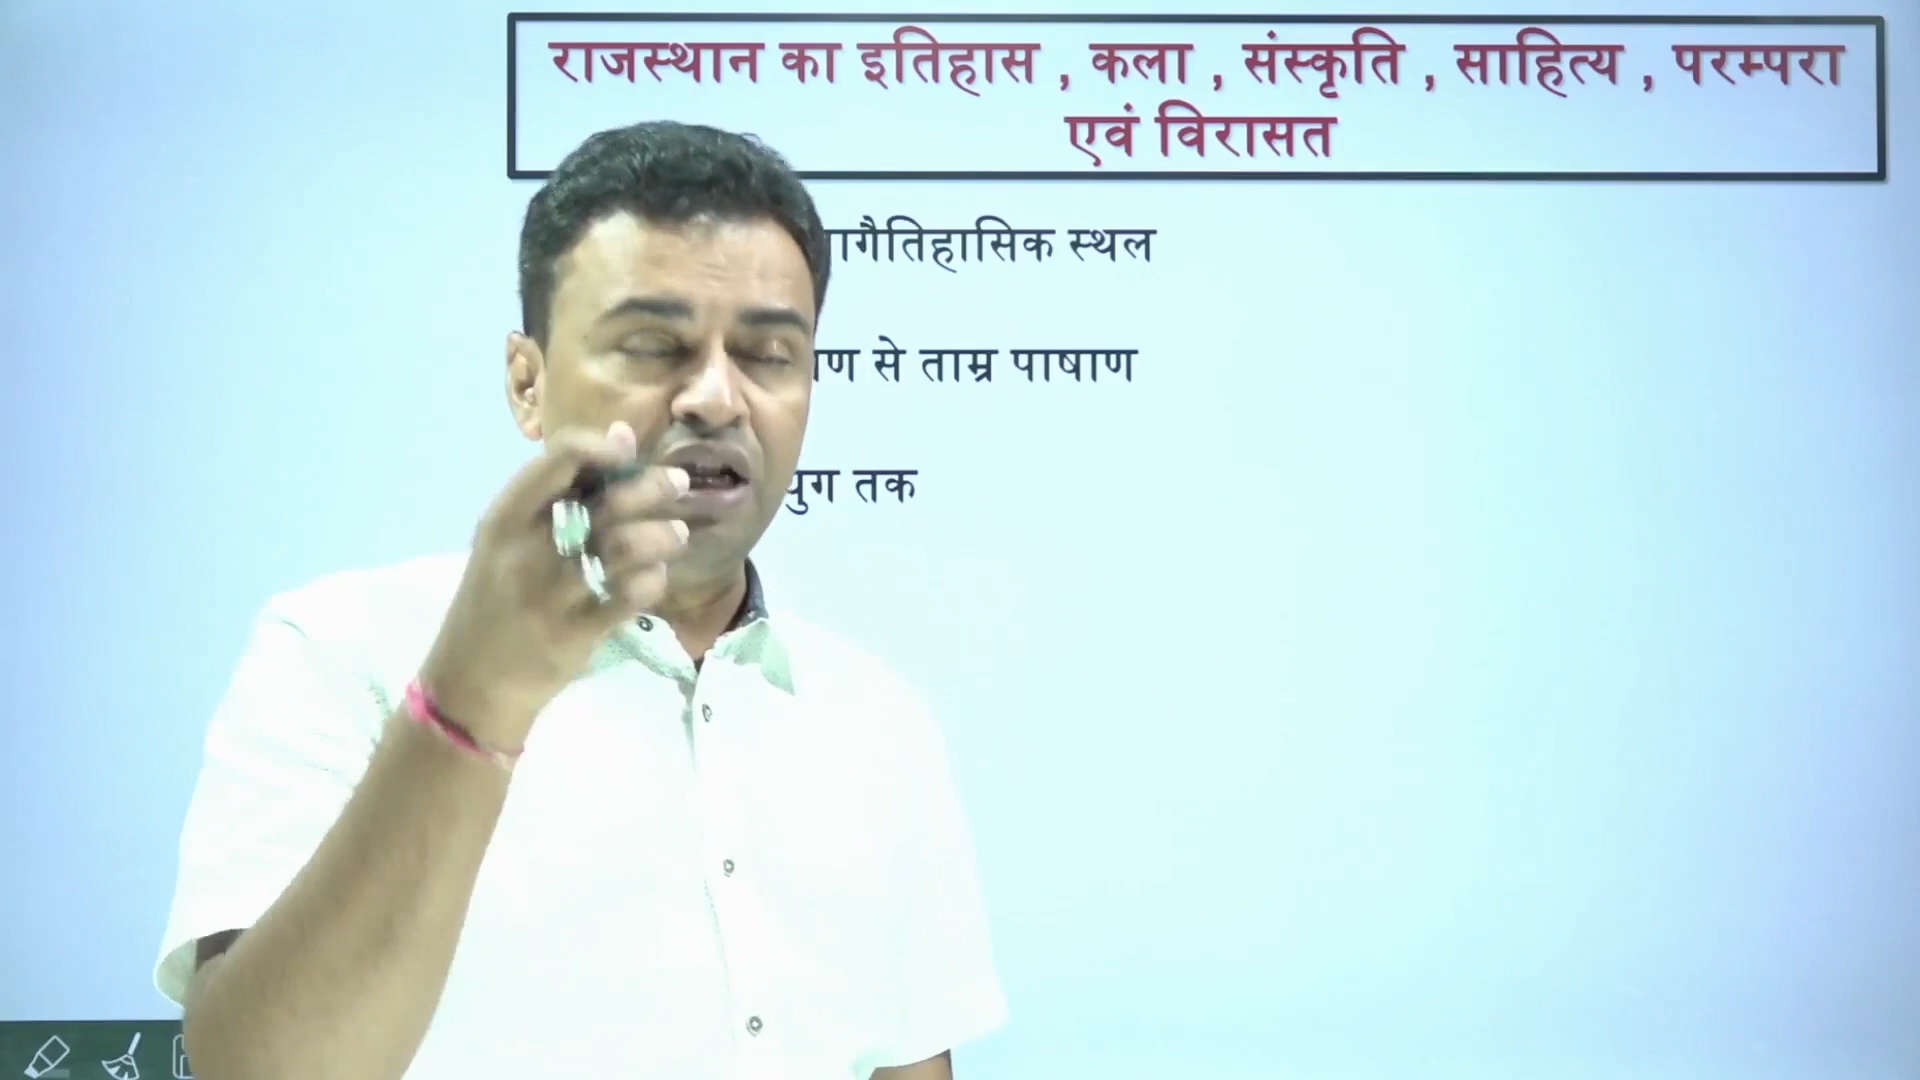 राजस्थान का इतिहास , कला , संस्कृति , साहित्य , परम्परा
एवं विरासत
स्थल
से ताम्र पाषाण
युग तक